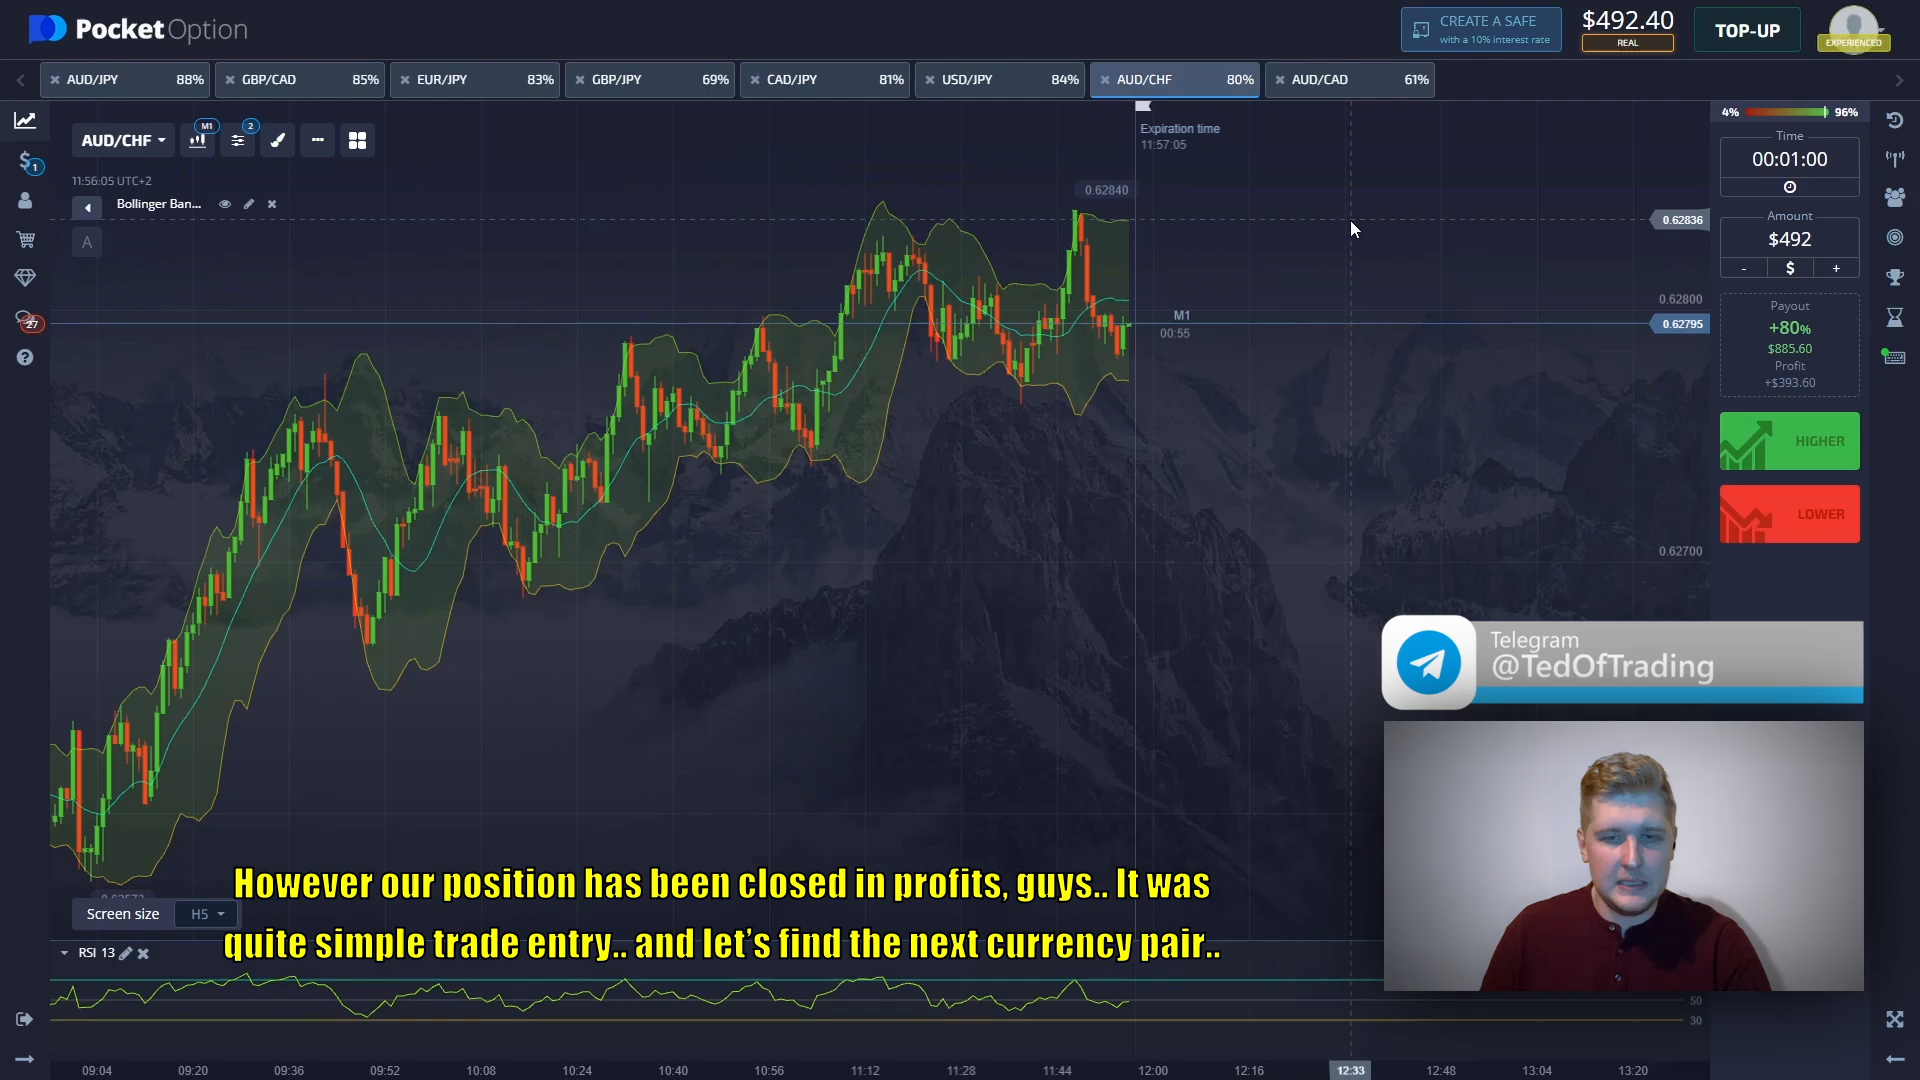 PocketOption
CREATE A SAFE
with a 10% interest rate
$492.40
REAL
TOP-UP
EXPERIENCED
AUD/JPY 88%
GBP/CAD 85%
EUR/JPY 83%
GBP/JPY 69%
CAD/JPY 81%
USD/JPY 84%
AUD/CHF 80%
AUD/CAD 61%
AUD/CHF
M1
2
Expiration time
11:57:05
4%
96%
Time
00:01:00
1
11:56:05 UTC+2
Bollinger Ban...
A
0.62840
0.62836
Amount
$492
- $ +
0.62800
M1
00:55
0.62795
27
Payout
+80%
$885.60
Profit
+$393.60
HIGHER
LOWER
0.62700
Telegram
@TedOfTrading
However our position has been closed in profits, guys.. It was
quite simple trade entry.. and let's find the next currency pair..
Screen size H5
RSI 13
50
30
09:04 09:20 09:36 09:52 10:08 10:24 10:40 10:56 11:12 11:28 11:44 12:00 12:16 12:33 12:48 13:04 13:20